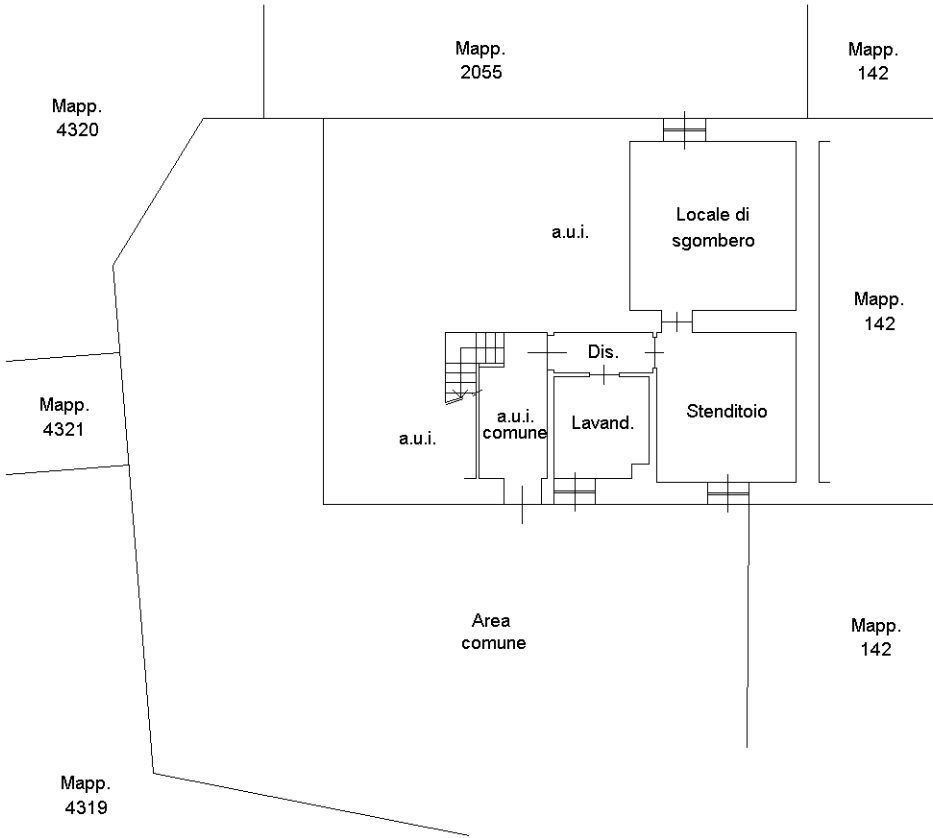 Mapp.
2055
Mapp.
142
Mapp.
4320
Locale di
sgombero
a.u.i.
Mapp.
142
Dis.
Mapp.
4321
a.u.i.
a.u.i.
comune
Lavand.
Stenditoio
Area
comune
Mapp.
142
Mapp.
4319